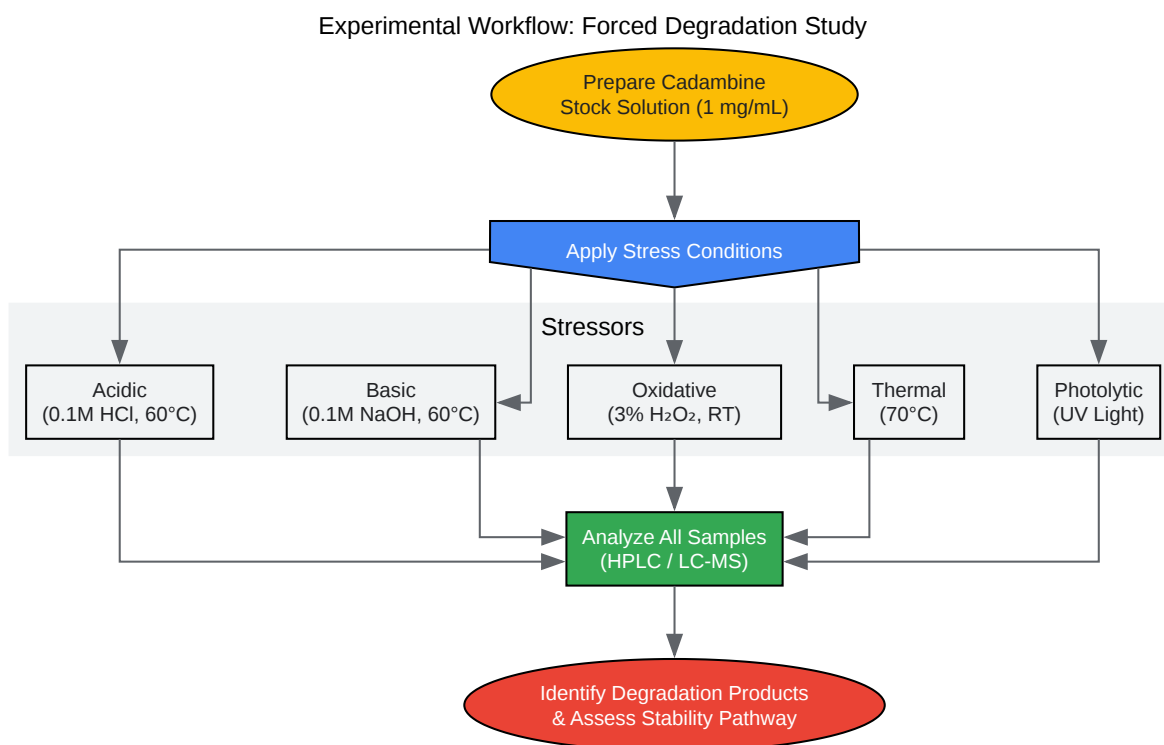 Experimental Workflow: Forced Degradation Study
Prepare Cadambine
Stock Solution (1 mg/mL)
Apply Stress Conditions
Stressors
Acidic
(0.1M HCl, 60°C)
Basic
(0.1M NaOH, 60°C)
Oxidative
(3% H₂O₂, RT)
Thermal
(70°C)
Photolytic
(UV Light)
Analyze All Samples
(HPLC / LC-MS)
Identify Degradation Products
& Assess Stability Pathway